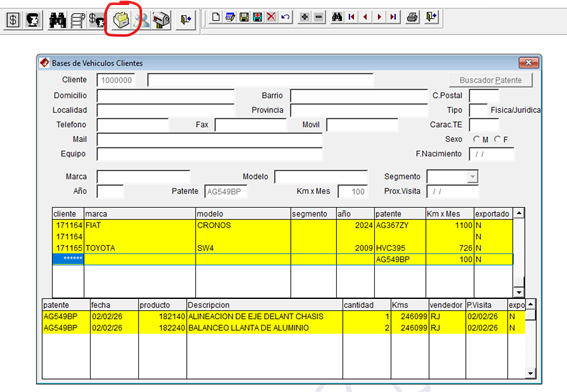 Bases de Vehiculos Clientes
Cliente 1000000 Buscador Patente
Domicilio Barrio C.Postal
Localidad Provincia Tipo Fisica/Juridica
Telefono Fax Movil Carac.TE
Mail Sexo M F
Equipo F.Nacimiento / /
Marca Modelo Segmento
Año Patente AG549BP Km x Mes 100 Prox.Visita / /
cliente marca modelo segmento año patente Km x Mes exportado
171164 FIAT CRONOS 2024 AG367ZY 1100 N
171164 N
171165 TOYOTA SW4 2009 HVC395 726 N
****** AG549BP 100 N
patente fecha producto Descripcion cantidad Kms vendedor P.Visita expo
AG549BP 02/02/26 182140 ALINEACION DE EJE DELANT CHASIS 1 246099 RJ 02/02/26 N
AG549BP 02/02/26 182240 BALANCEO LLANTA DE ALUMINIO 2 246099 RJ 02/02/26 N